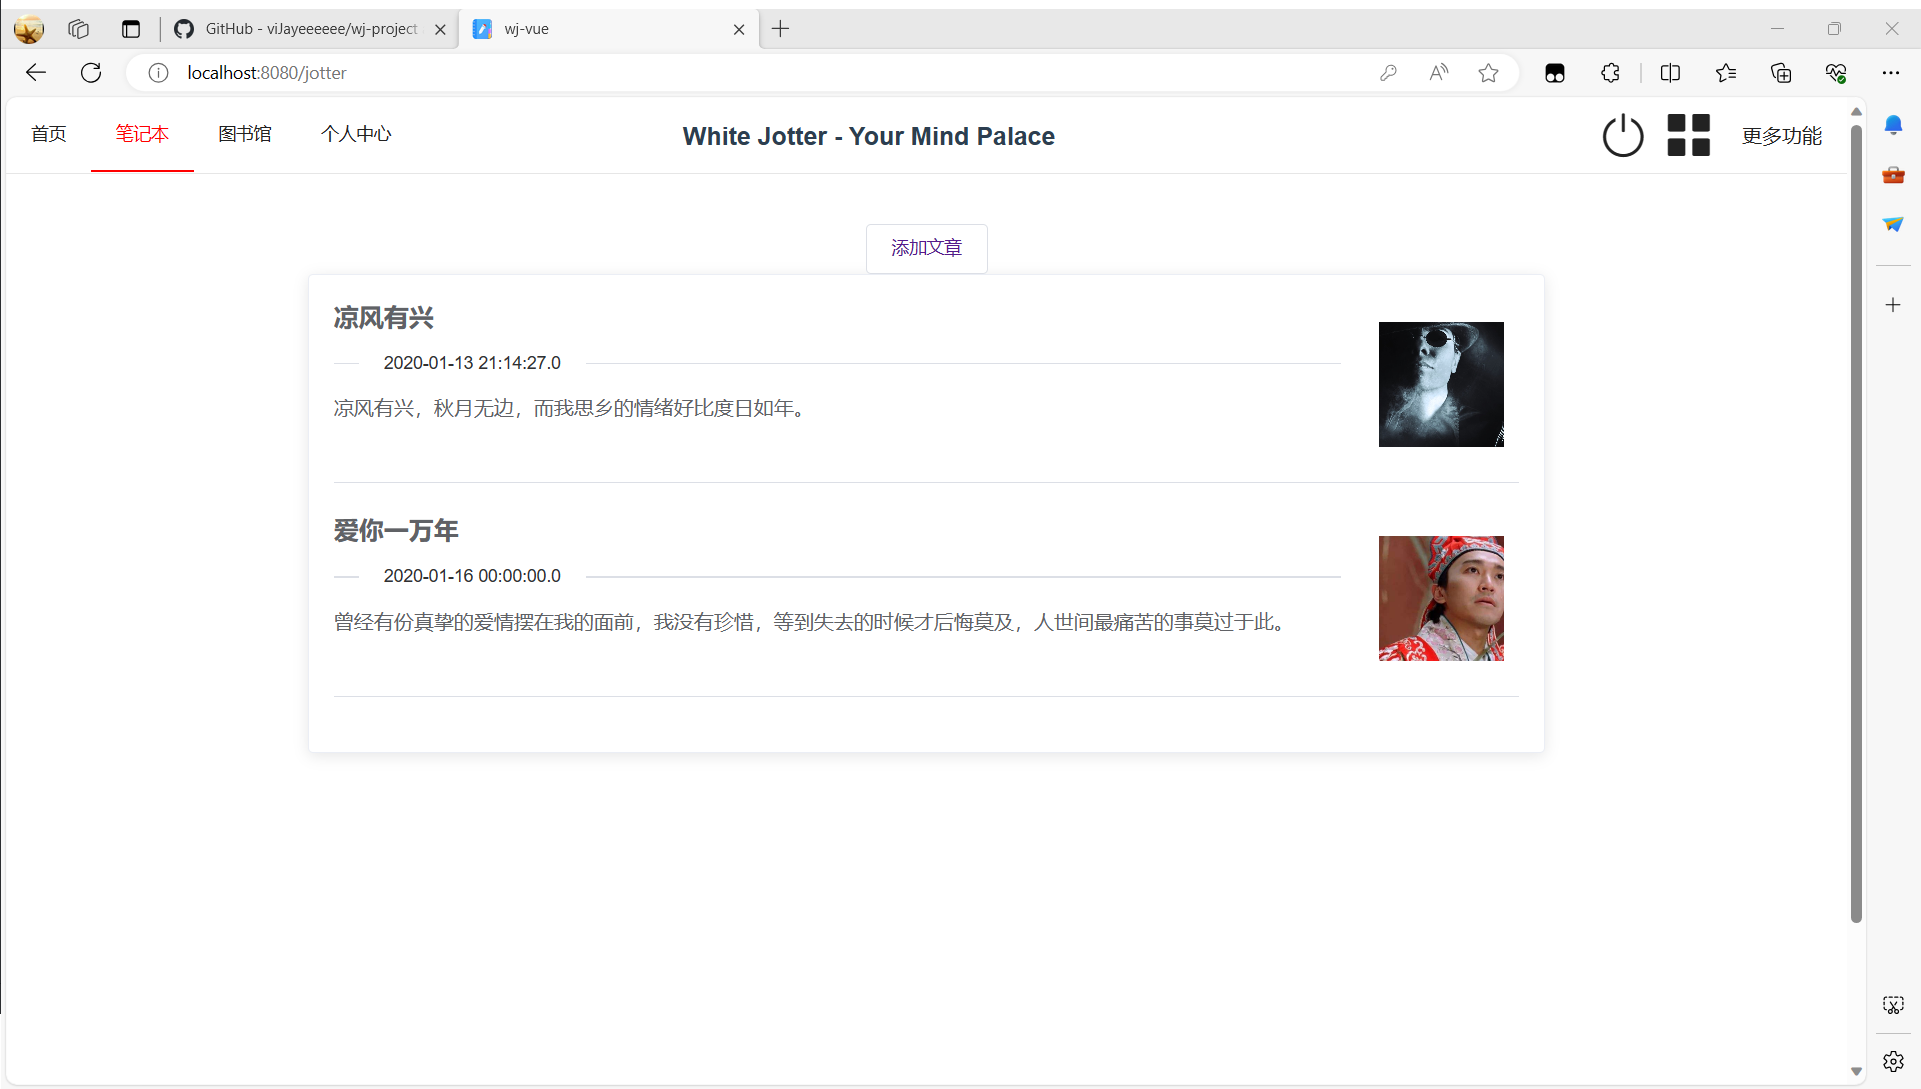 GitHub - viJayeeeeee/wj-project
wj-vue
localhost:8080/jotter
首页
笔记本
图书馆
个人中心
White Jotter - Your Mind Palace
更多功能
添加文章
凉风有兴
2020-01-13 21:14:27.0
凉风有兴，秋月无边，而我思乡的情绪好比度日如年。
爱你一万年
2020-01-16 00:00:00.0
曾经有份真挚的爱情摆在我的面前，我没有珍惜，等到失去的时候才后悔莫及，人世间最痛苦的事莫过于此。